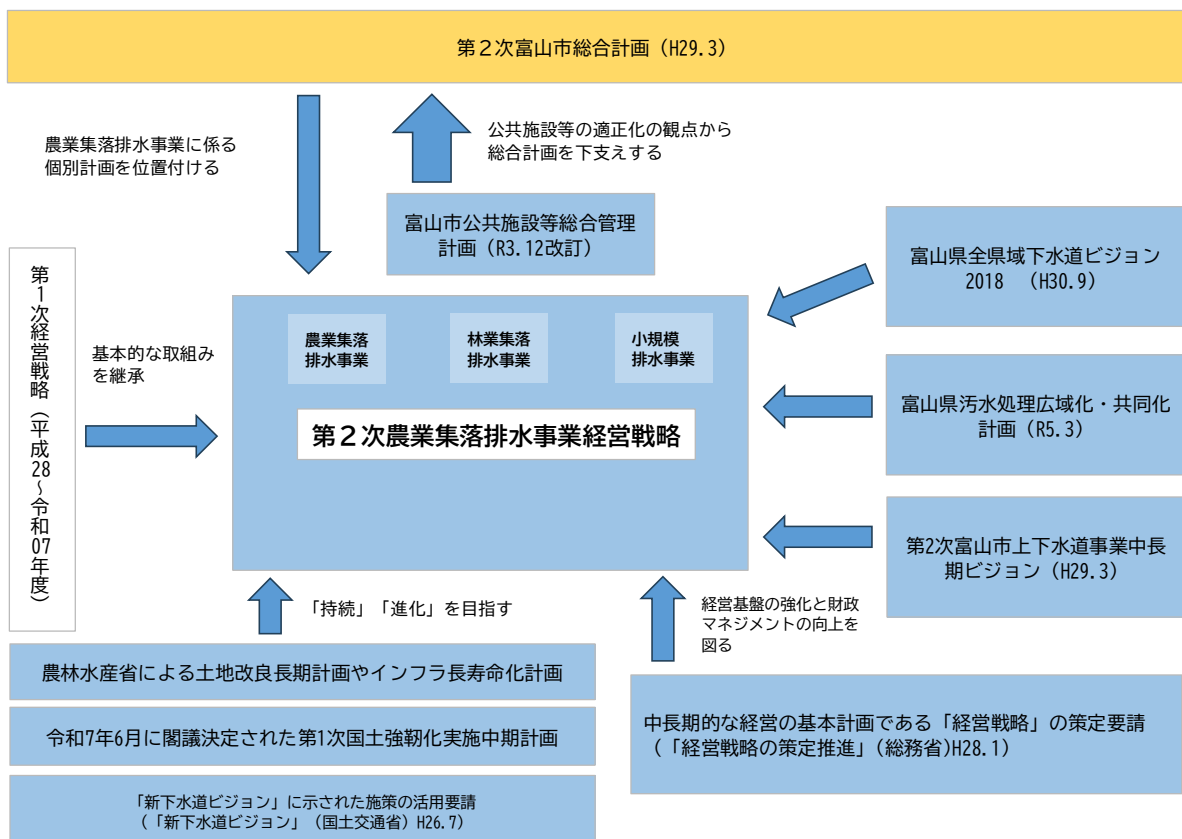 第２次富山市総合計画（H29.3）
農業集落排水事業に係る
個別計画を位置付ける
公共施設等の適正化の観点から
総合計画を下支えする
富山市公共施設等総合管理
計画（R3.12改訂）
富山県全県域下水道ビジョン
2018　（H30.9）
第１次経営戦略（平成28～令和07年度）
基本的な取組み
を継承
農業集落
排水事業
林業集落
排水事業
小規模
排水事業
第２次農業集落排水事業経営戦略
富山県汚水処理広域化・共同化
計画（R5.3）
第2次富山市上下水道事業中長
期ビジョン（H29.3）
「持続」「進化」を目指す
経営基盤の強化と財政
マネジメントの向上を
図る
農林水産省による土地改良長期計画やインフラ長寿命化計画
令和7年6月に閣議決定された第1次国土強靭化実施中期計画
「新下水道ビジョン」に示された施策の活用要請
（「新下水道ビジョン」（国土交通省）H26.7）
中長期的な経営の基本計画である「経営戦略」の策定要請
（「経営戦略の策定推進」(総務省)H28.1）